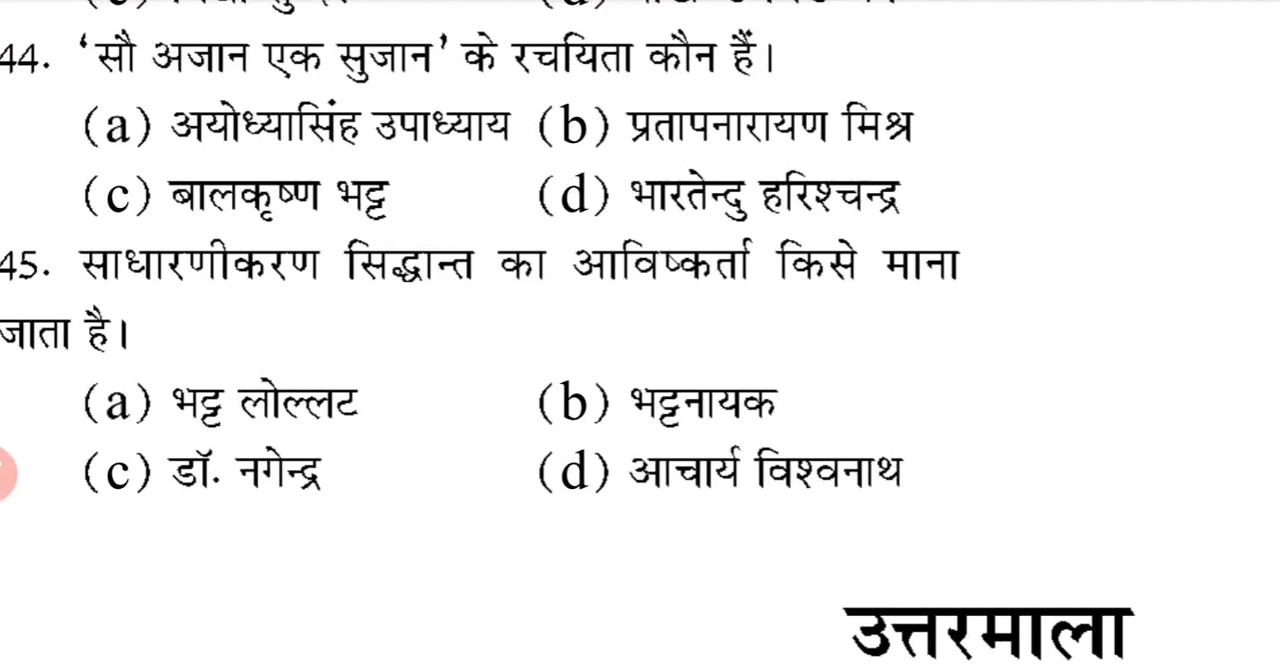 44. ‘सौ अजान एक सुजान’ के रचयिता कौन हैं।
(a) अयोध्यासिंह उपाध्याय (b) प्रतापनारायण मिश्र
(c) बालकृष्ण भट्ट (d) भारतेन्दु हरिश्चन्द्र
45. साधारणीकरण सिद्धान्त का आविष्कर्ता किसे माना
जाता है।
(a) भट्ट लोल्लट (b) भट्टनायक
(c) डॉ. नगेन्द्र (d) आचार्य विश्वनाथ
उत्तरमाला